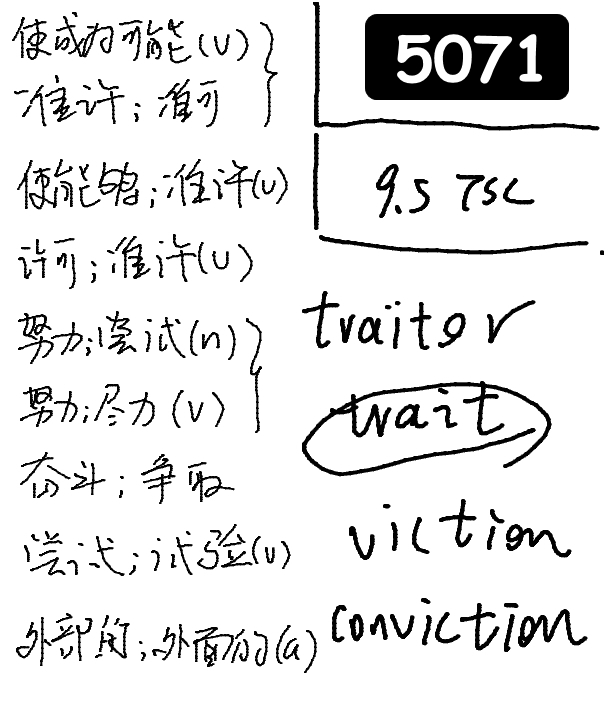 使成为可能(v)
准许；准可
使能够；准许(v)
许可；准许(v)
努力；尝试(n)
努力；尽力(v)
奋斗；争取
尝试；试验(v)
外部的；外面的(a)
5071
9.5 TSC
traitor
trait
viction
conviction